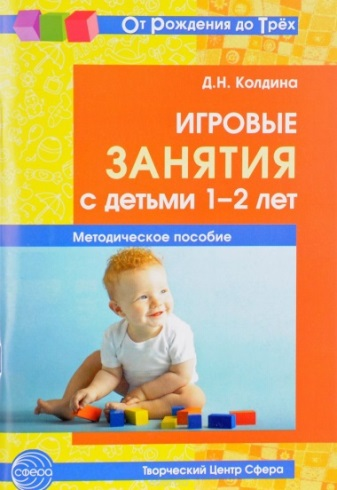 От Рождения до Трёх
Д.Н. Колдина
ИГРОВЫЕ
ЗАНЯТИЯ
с детьми 1–2 лет
Методическое пособие
сфера
Творческий Центр Сфера